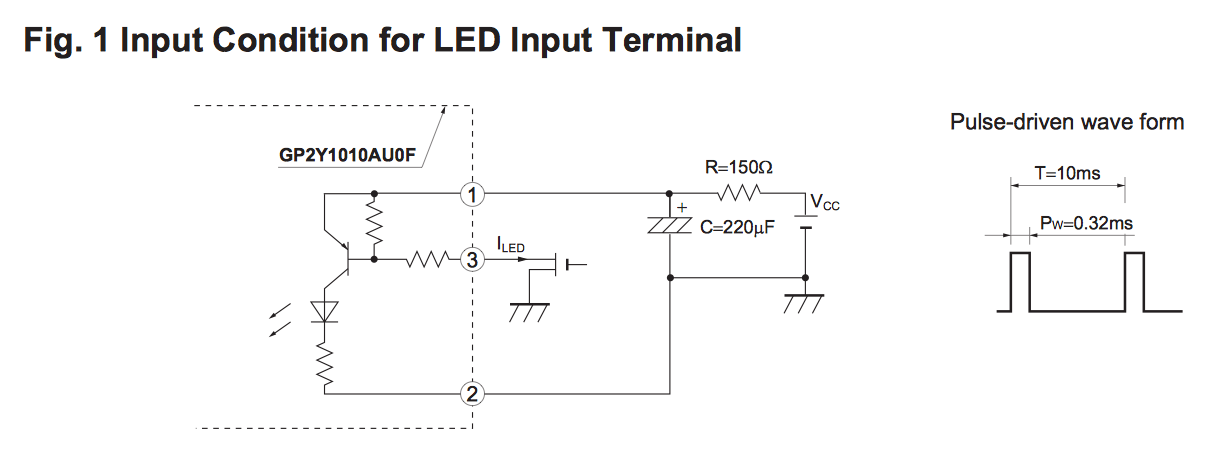 Fig. 1 Input Condition for LED Input Terminal
Pulse-driven wave form
GP2Y1010AU0F
R=150Ω
T=10ms
1
+
VCC
C=220μF
PW=0.32ms
ILED
3
2